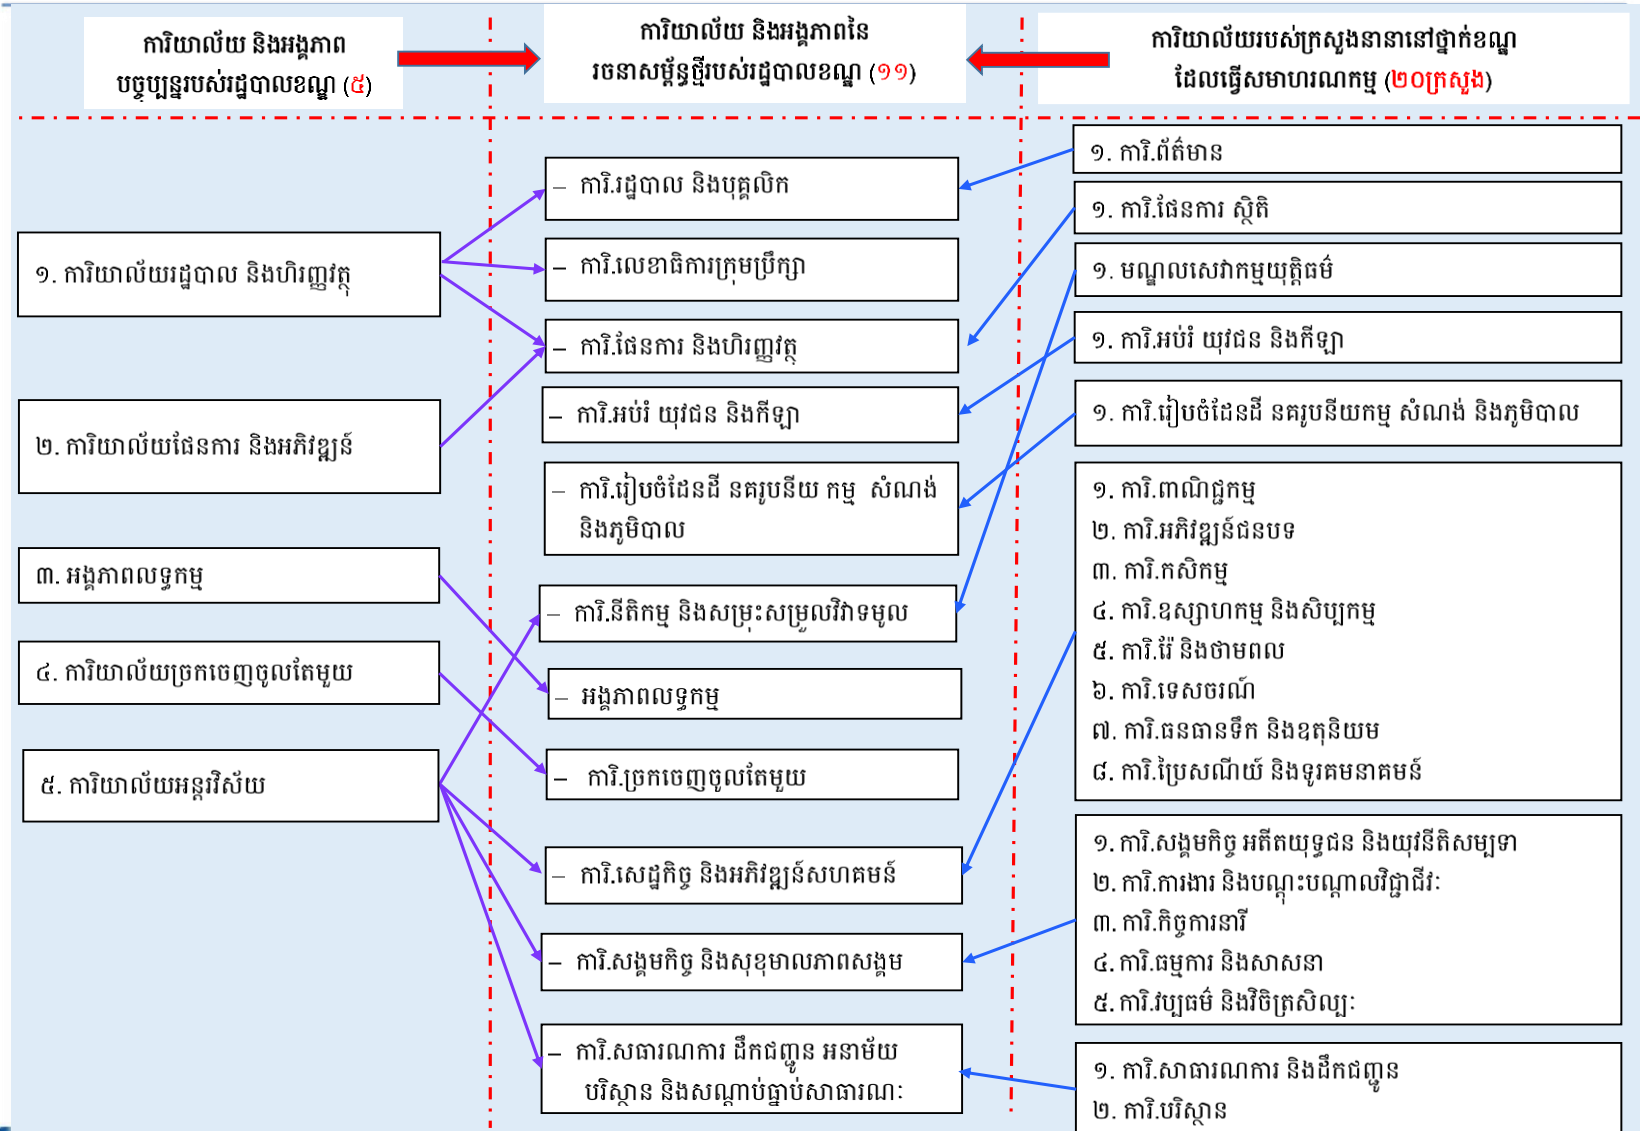 ការិយាល័យ និងអង្គភាព
បច្ចុប្បន្នរបស់រដ្ឋបាលខណ្ឌ (៥)
ការិយាល័យ និងអង្គភាពនៃ
រចនាសម្ព័ន្ធថ្មីរបស់រដ្ឋបាលខណ្ឌ (១១)
ការិយាល័យរបស់ក្រសួងនានានៅថ្នាក់ខណ្ឌ
ដែលធ្វើសមាហរណកម្ម (២០ក្រសួង)
១. ការិយាល័យរដ្ឋបាល និងហិរញ្ញវត្ថុ
២. ការិយាល័យផែនការ និងអភិវឌ្ឍន៍
៣. អង្គភាពលទ្ធកម្ម
៤. ការិយាល័យច្រកចេញចូលតែមួយ
៥. ការិយាល័យអន្តរវិស័យ
– ការិ.រដ្ឋបាល និងបុគ្គលិក
– ការិ.លេខាធិការក្រុមប្រឹក្សា
– ការិ.ផែនការ និងហិរញ្ញវត្ថុ
– ការិ.អប់រំ យុវជន និងកីឡា
– ការិ.រៀបចំដែនដី នគរូបនីយ កម្ម សំណង់
និងភូមិបាល
– ការិ.នីតិកម្ម និងសម្រុះសម្រួលវិវាទមូល
– អង្គភាពលទ្ធកម្ម
– ការិ.ច្រកចេញចូលតែមួយ
– ការិ.សេដ្ឋកិច្ច និងអភិវឌ្ឍន៍សហគមន៍
– ការិ.សង្គមកិច្ច និងសុខុមាលភាពសង្គម
– ការិ.សធារណការ ដឹកជញ្ជូន អនាម័យ
បរិស្ថាន និងសណ្តាប់ធ្នាប់សាធារណៈ
១. ការិ.ព័ត៌មាន
១. ការិ.ផែនការ ស្ថិតិ
១. មណ្ឌលសេវាកម្មយុត្តិធម៌
១. ការិ.អប់រំ យុវជន និងកីឡា
១. ការិ.រៀបចំដែនដី នគរូបនីយកម្ម សំណង់ និងភូមិបាល
១. ការិ.ពាណិជ្ជកម្ម
២. ការិ.អភិវឌ្ឍន៍ជនបទ
៣. ការិ.កសិកម្ម
៤. ការិ.ឧស្សាហកម្ម និងសិប្បកម្ម
៥. ការិ.រ៉ែ និងថាមពល
៦. ការិ.ទេសចរណ៍
៧. ការិ.ធនធានទឹក និងឧតុនិយម
៨. ការិ.ប្រៃសណីយ៍ និងទូរគមនាគមន៍
១. ការិ.សង្គមកិច្ច អតីតយុទ្ធជន និងយុវនីតិសម្បទា
២. ការិ.ការងារ និងបណ្តុះបណ្តាលវិជ្ជាជីវៈ
៣. ការិ.កិច្ចការនារី
៤. ការិ.ធម្មការ និងសាសនា
៥. ការិ.វប្បធម៌ និងវិចិត្រសិល្បៈ
១. ការិ.សាធារណការ និងដឹកជញ្ជូន
២. ការិ.បរិស្ថាន